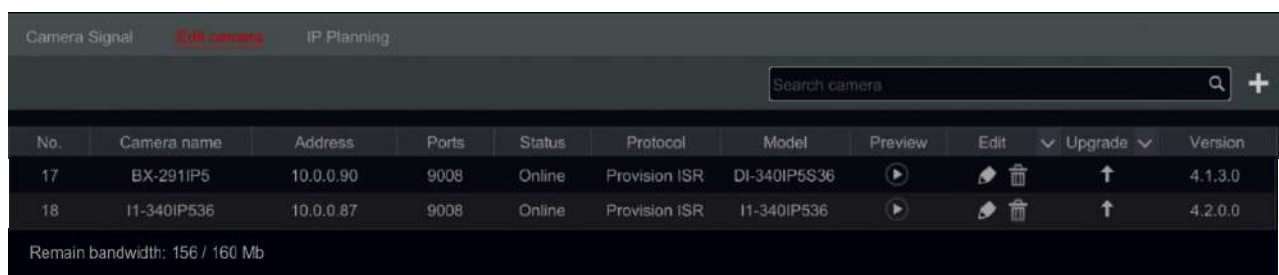 Camera Signal Edit camera IP Planning
Search camera
No. Camera name Address Ports Status Protocol Model Preview Edit Upgrade Version
17 BX-291IP5 10.0.0.90 9008 Online Provision ISR DI-340IP5S36 4.1.3.0
18 I1-340IP536 10.0.0.87 9008 Online Provision ISR I1-340IP536 4.2.0.0
Remain bandwidth: 156 / 160 Mb